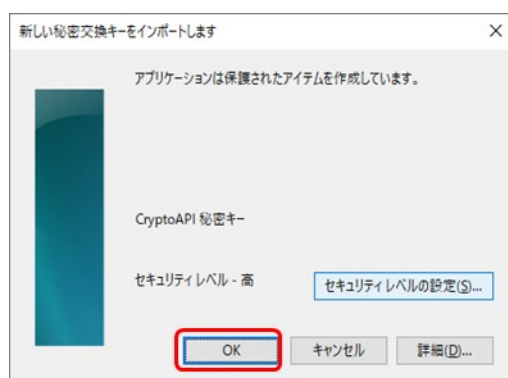 新しい秘密交換キーをインポートします
アプリケーションは保護されたアイテムを作成しています。
CryptoAPI 秘密キー
セキュリティ レベル - 高
セキュリティ レベルの設定(S)...
OK
キャンセル
詳細(D)...